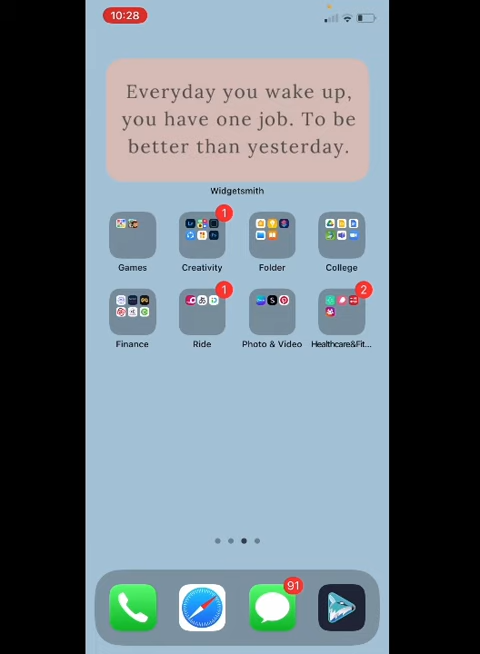 10:28
Everyday you wake up,
you have one job. To be
better than yesterday.
Widgetsmith
1
Games
Creativity
Folder
College
1
2
Finance
Ride
Photo & Video
Healthcare&Fit...
91